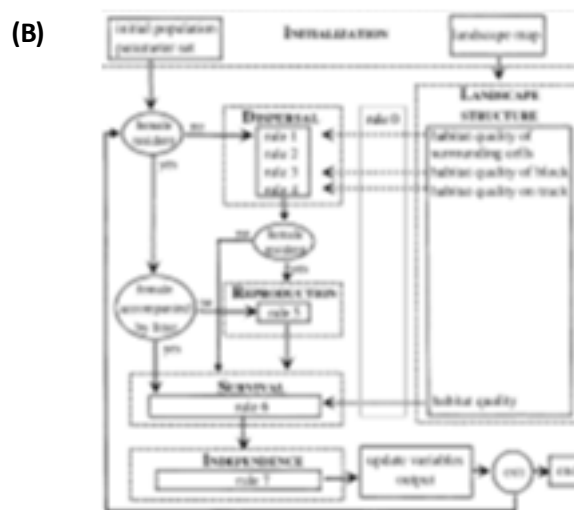 (B)
initial population
parameter set
INITIALIZATION
landscape map
LANDSCAPE
STRUCTURE
female
resident
no
yes
DISPERSAL
rule 1
rule 2
rule 3
rule 4
rule 0
habitat quality of
surrounding cells
habitat quality of block
habitat quality on track
no
female
resident
yes
female
accompanied
by litter
no
yes
REPRODUCTION
rule 5
SURVIVAL
rule 6
habitat quality
INDEPENDENCE
rule 7
update variables,
output